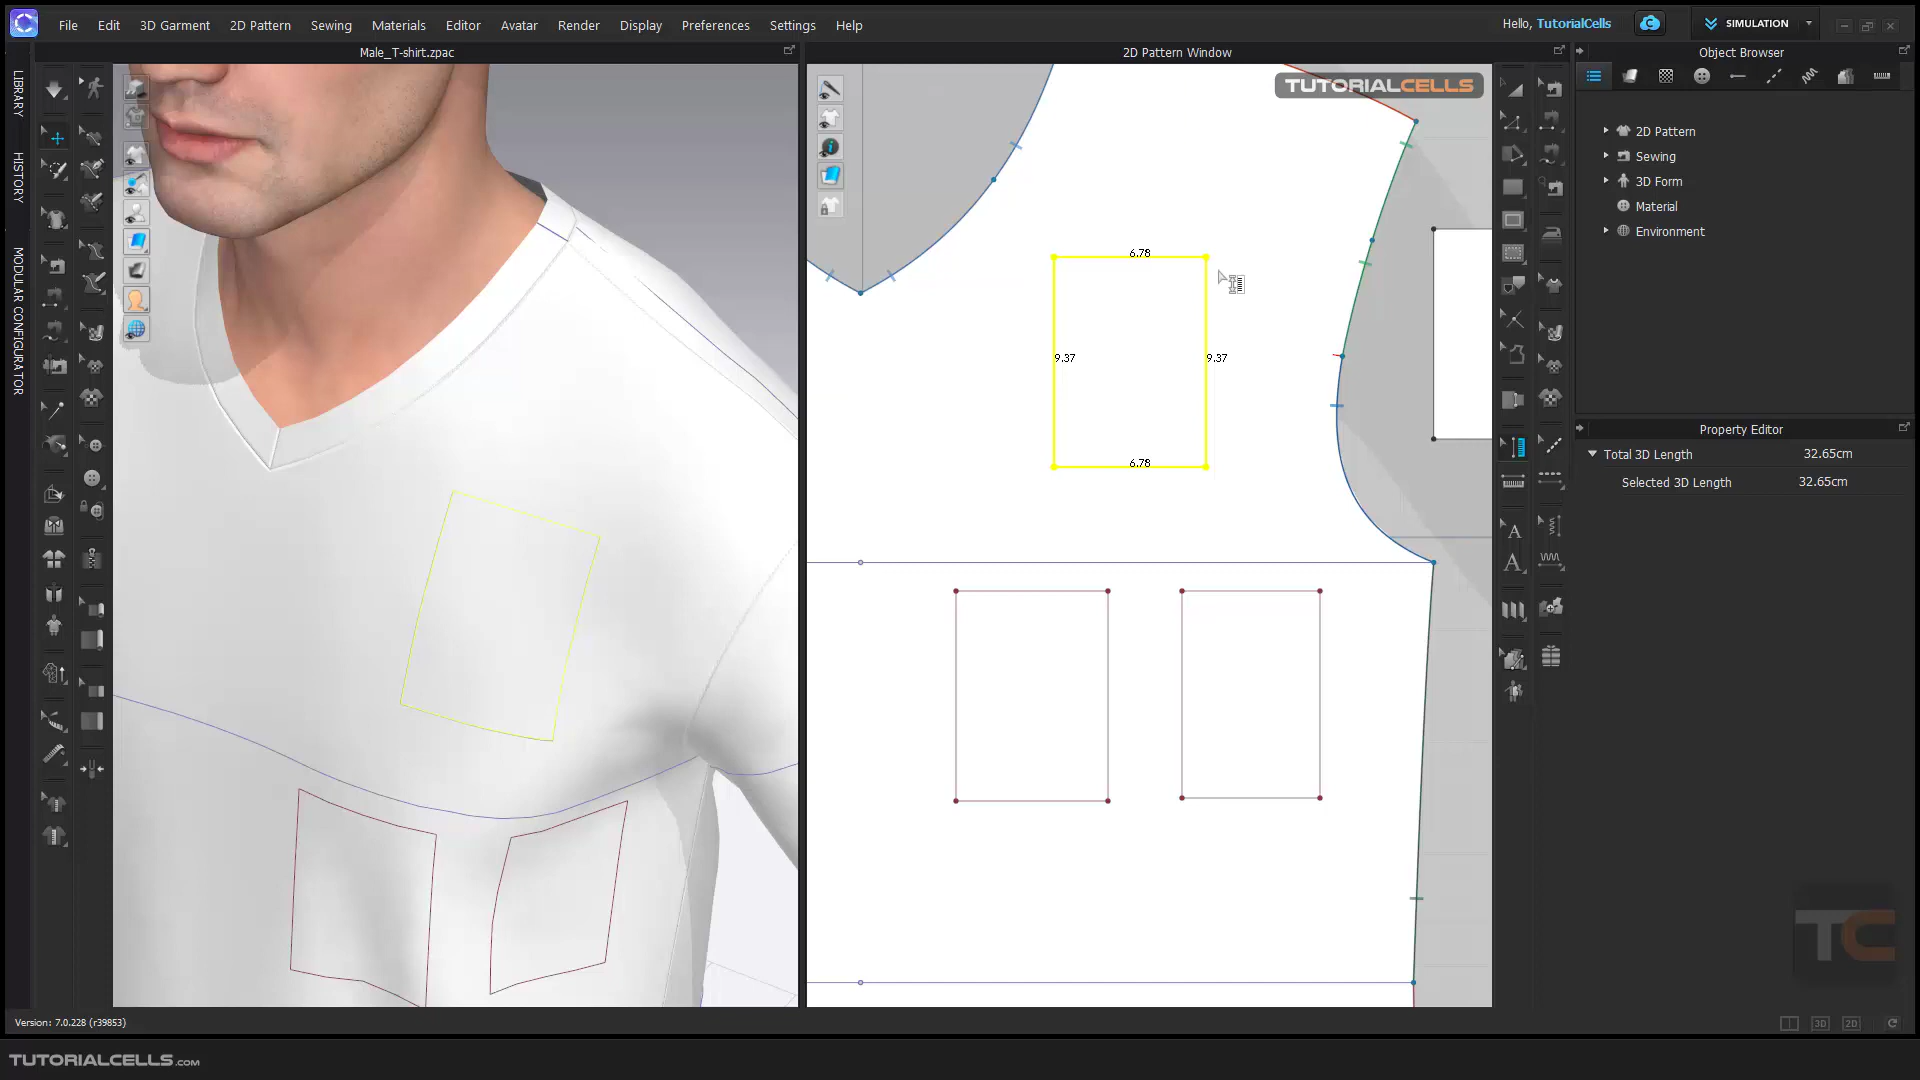 File Edit 3D Garment 2D Pattern Sewing Materials Editor Avatar Render Display Preferences Settings Help
Hello, TutorialCells
SIMULATION
Male_T-shirt.zpac
2D Pattern Window
Object Browser
LIBRARY
HISTORY
MODULAR CONFIGURATOR
TUTORIALCELLS
6.78
9.37
9.37
6.78
2D Pattern
Sewing
3D Form
Material
Environment
Property Editor
Total 3D Length 32.65cm
Selected 3D Length 32.65cm
A
A
TC
Version: 7.0.228 (r39853)
3D
2D
TUTORIALCELLS.com